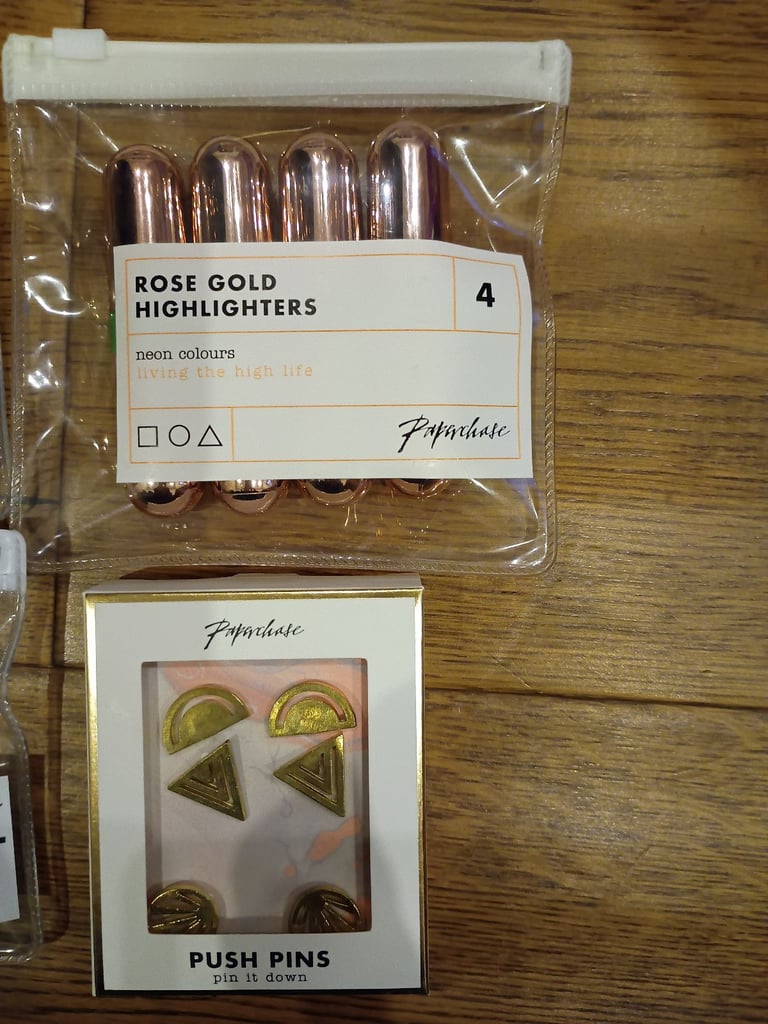 ROSE GOLD
HIGHLIGHTERS
4
neon colours
living the high life
Paperchase
Paperchase
PUSH PINS
pin it down